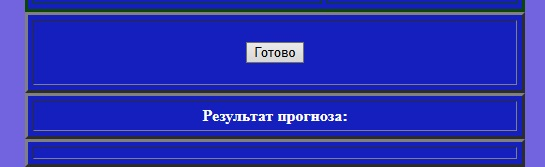 Готово
Результат прогноза: